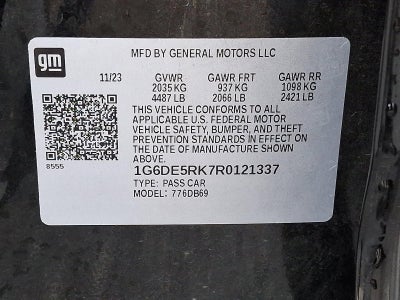 gm
MFD BY GENERAL MOTORS LLC
11/23 GVWR GAWR FRT GAWR RR
2035 KG 937 KG 1098 KG
4487 LB 2066 LB 2421 LB
THIS VEHICLE CONFORMS TO ALL
APPLICABLE U.S. FEDERAL MOTOR
VEHICLE SAFETY, BUMPER, AND THEFT
PREVENTION STANDARDS IN EFFECT ON
THE DATE OF MANUFACTURE SHOWN
ABOVE.
8555
1G6DE5RK7R0121337
TYPE: PASS CAR
MODEL: 776DB69